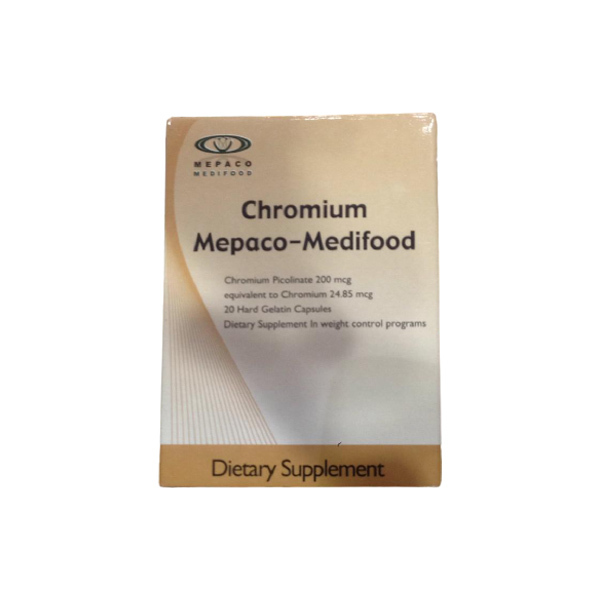 MEPACO
MEDIFOOD
Chromium
Mepaco-Medifood
Chromium Picolinate 200 mcg
equivalent to Chromium 24.85 mcg
20 Hard Gelatin Capsules
Dietary Supplement In weight control programs
Dietary Supplement